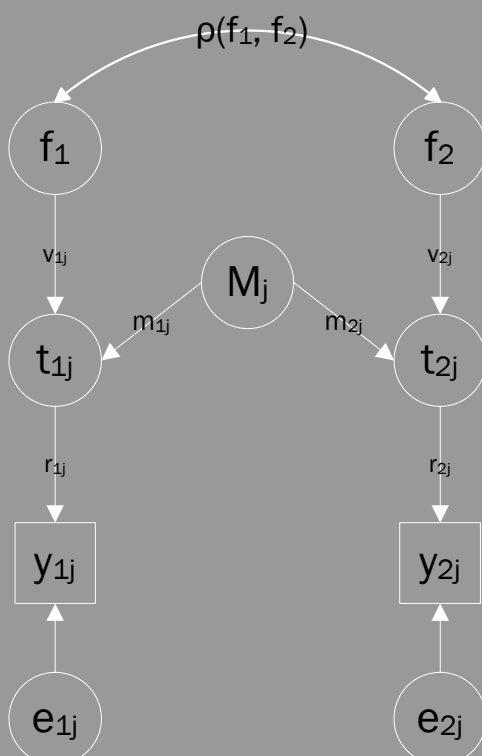 ρ(f₁, f₂)
f₁ f₂
v₁ⱼ v₂ⱼ
Mⱼ
m₁ⱼ m₂ⱼ
t₁ⱼ t₂ⱼ
r₁ⱼ r₂ⱼ
y₁ⱼ y₂ⱼ
e₁ⱼ e₂ⱼ